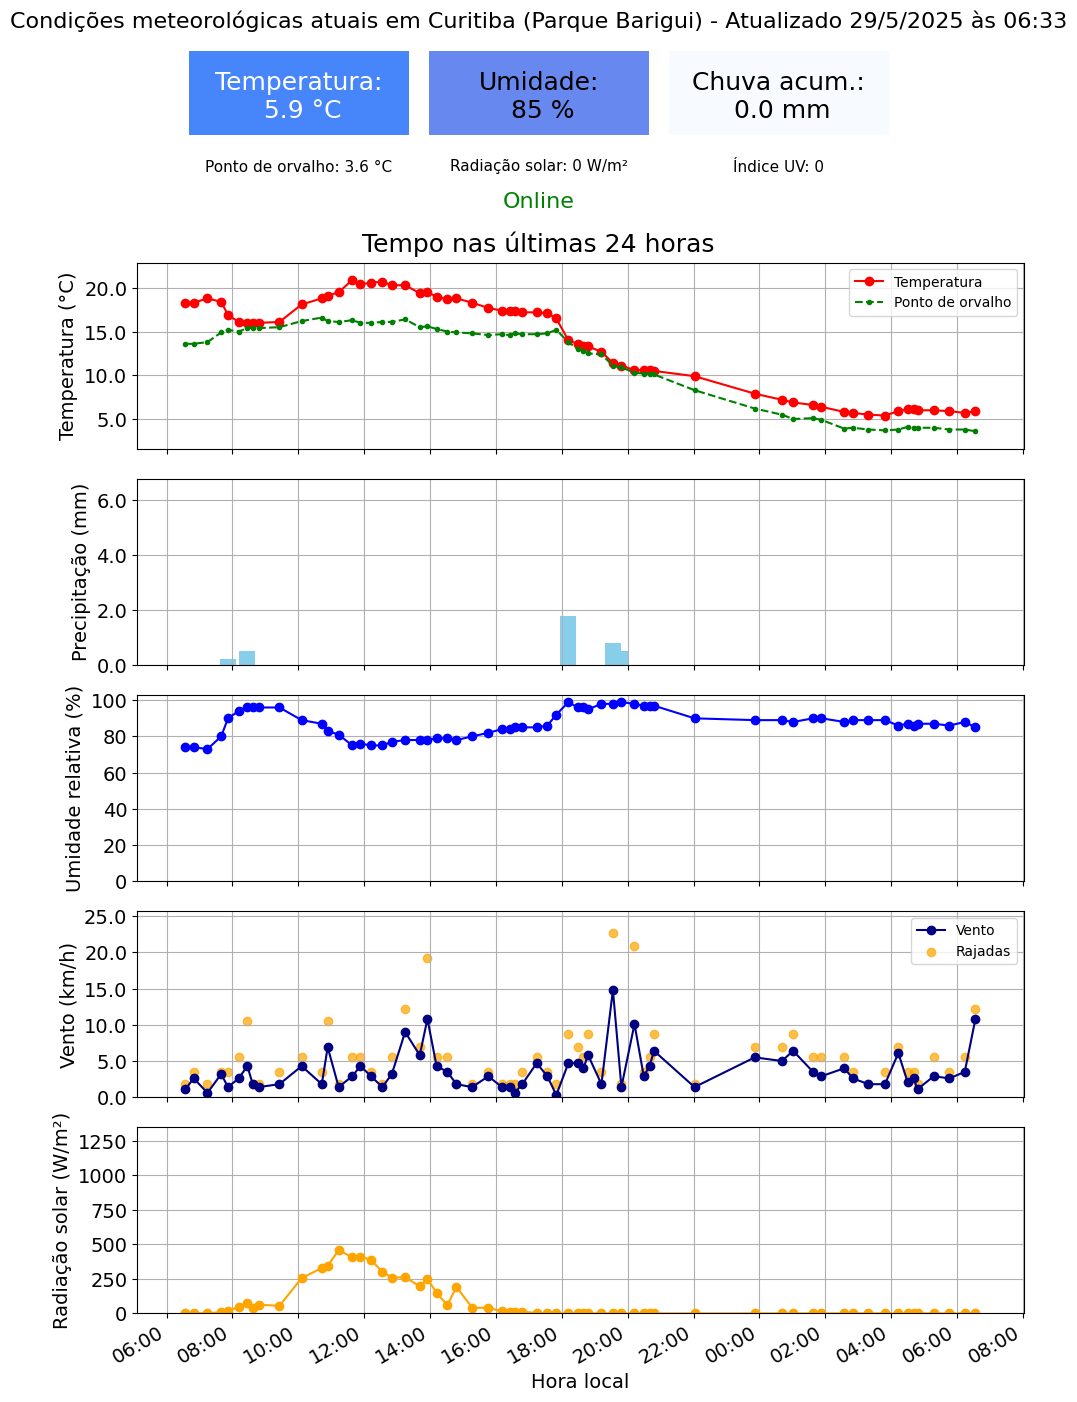 Condições meteorológicas atuais em Curitiba (Parque Barigui) - Atualizado 29/5/2025 às 06:33
Temperatura:
5.9 °C
Umidade:
85 %
Chuva acum.:
0.0 mm
Ponto de orvalho: 3.6 °C
Radiação solar: 0 W/m²
Índice UV: 0
Online
Tempo nas últimas 24 horas
Temperatura (°C)
20.0
15.0
10.0
5.0
Temperatura
Ponto de orvalho
Precipitação (mm)
6.0
4.0
2.0
0.0
Umidade relativa (%)
100
80
60
40
20
0
Vento (km/h)
25.0
20.0
15.0
10.0
5.0
0.0
Vento
Rajadas
Radiação solar (W/m²)
1250
1000
750
500
250
0
06:00
08:00
10:00
12:00
14:00
16:00
18:00
20:00
22:00
00:00
02:00
04:00
06:00
08:00
Hora local